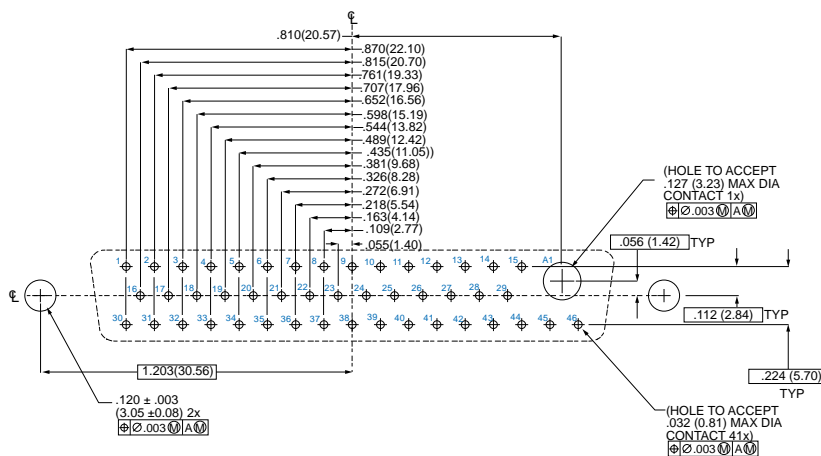 ℄
.810(20.57)
.870(22.10)
.815(20.70)
.761(19.33)
.707(17.96)
.652(16.56)
.598(15.19)
.544(13.82)
.489(12.42)
.435(11.05))
.381(9.68)
.326(8.28)
.272(6.91)
.218(5.54)
.163(4.14)
.109(2.77)
.055(1.40)
(HOLE TO ACCEPT
.127 (3.23) MAX DIA
CONTACT 1x)
⌖ ∅.003 Ⓜ A Ⓜ
.056 (1.42) TYP
1 2 3 4 5 6 7 8 9 10 11 12 13 14 15 A1
℄ 16 17 18 19 20 21 22 23 24 25 26 27 28 29
.112 (2.84) TYP
30 31 32 33 34 35 36 37 38 39 40 41 42 43 44 45 46
1.203(30.56)
.224 (5.70)
TYP
.120 ± .003
(3.05 ±0.08) 2x
⌖ ∅.003 Ⓜ A Ⓜ
(HOLE TO ACCEPT
.032 (0.81) MAX DIA
CONTACT 41x)
⌖ ∅.003 Ⓜ A Ⓜ